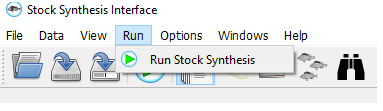 Stock Synthesis Interface
File Data View Run Options Windows Help
Run Stock Synthesis